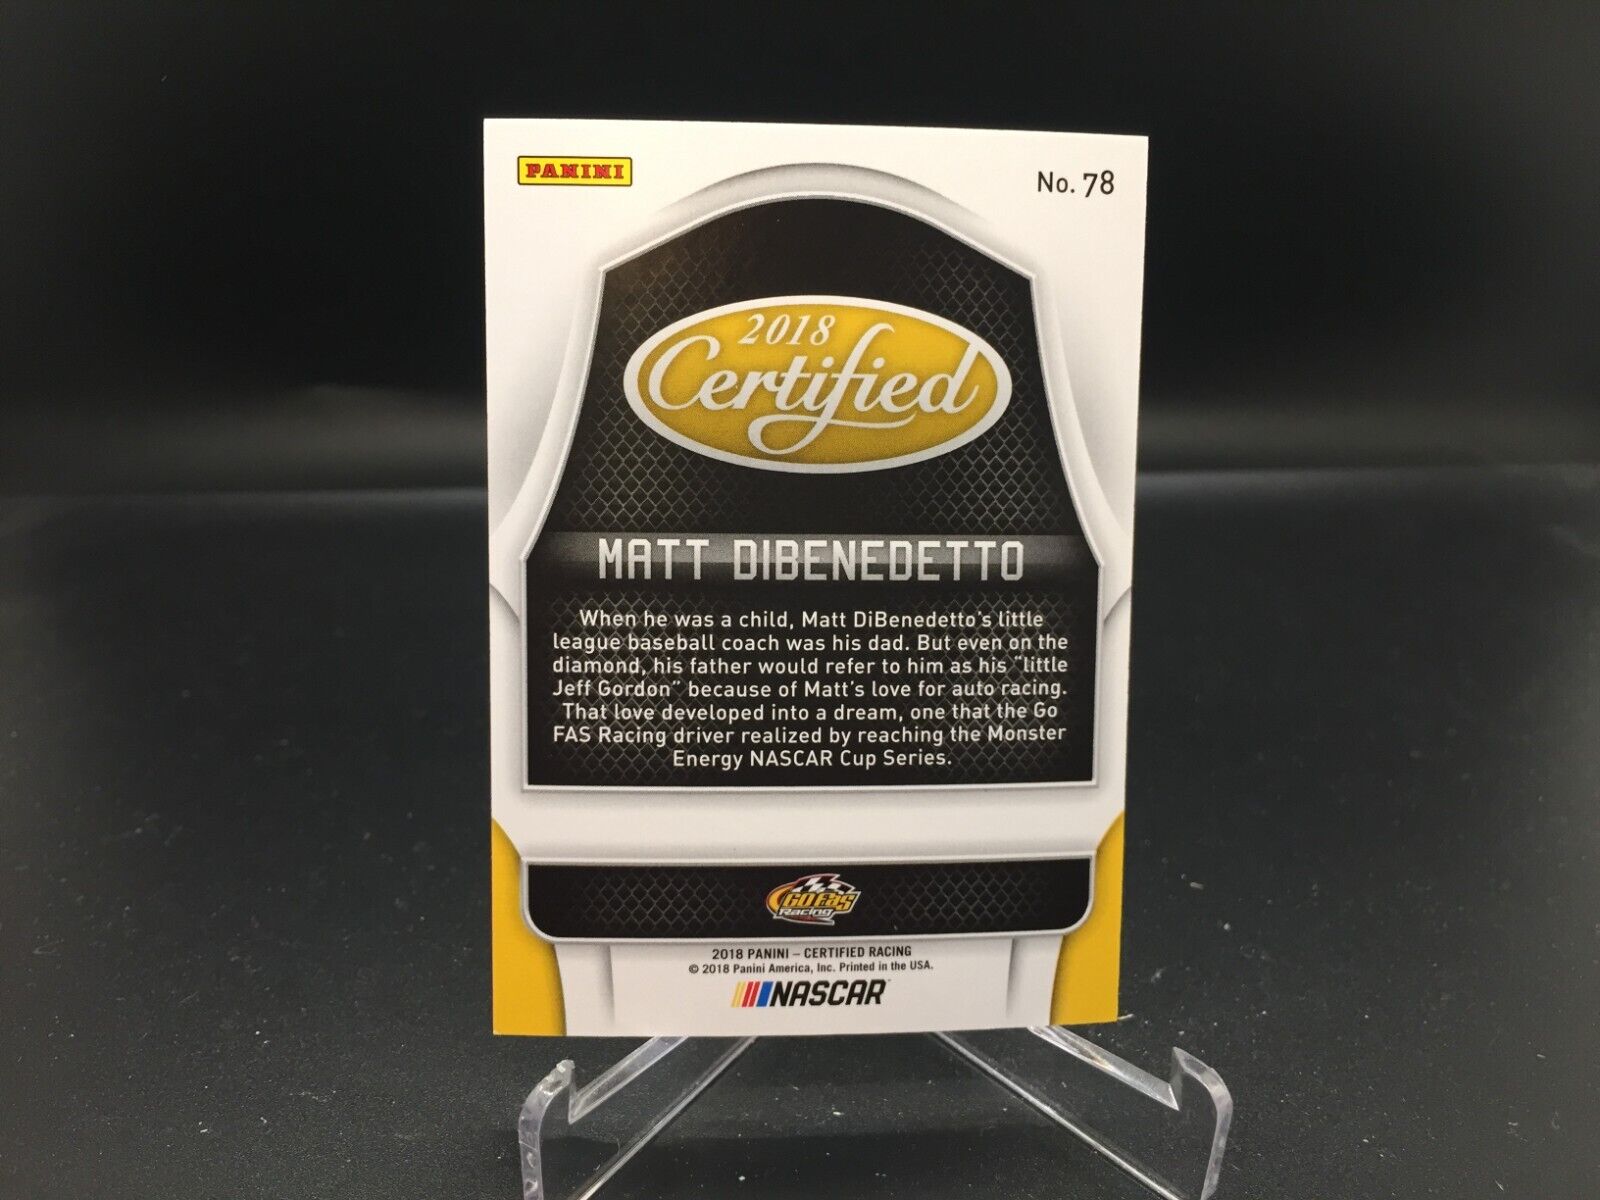 PANINI
No. 78
2018
Certified
MATT DIBENEDETTO
When he was a child, Matt DiBenedetto's little
league baseball coach was his dad. But even on the
diamond, his father would refer to him as his "little
Jeff Gordon" because of Matt's love for auto racing.
That love developed into a dream, one that the Go
FAS Racing driver realized by reaching the Monster
Energy NASCAR Cup Series.
GO FAS
Racing
2018 PANINI – CERTIFIED RACING
© 2018 Panini America, Inc. Printed in the USA.
NASCAR